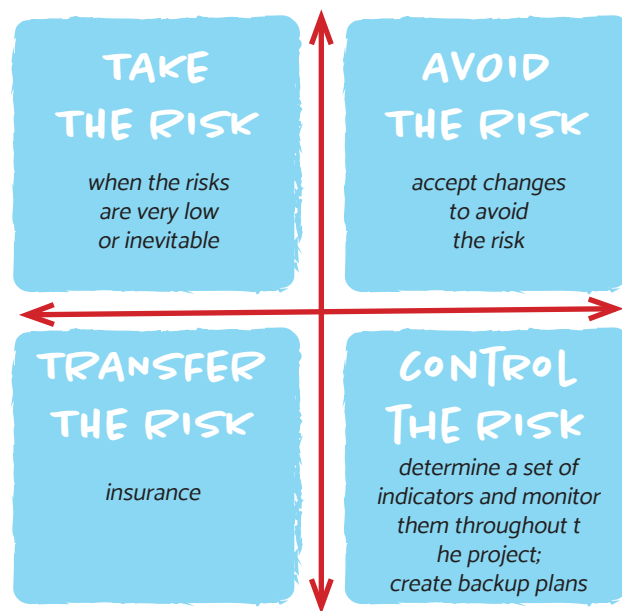 TAKE
THE RISK
when the risks
are very low
or inevitable
AVOID
THE RISK
accept changes
to avoid
the risk
TRANSFER
THE RISK
insurance
CONTROL
THE RISK
determine a set of
indicators and monitor
them throughout t
he project;
create backup plans